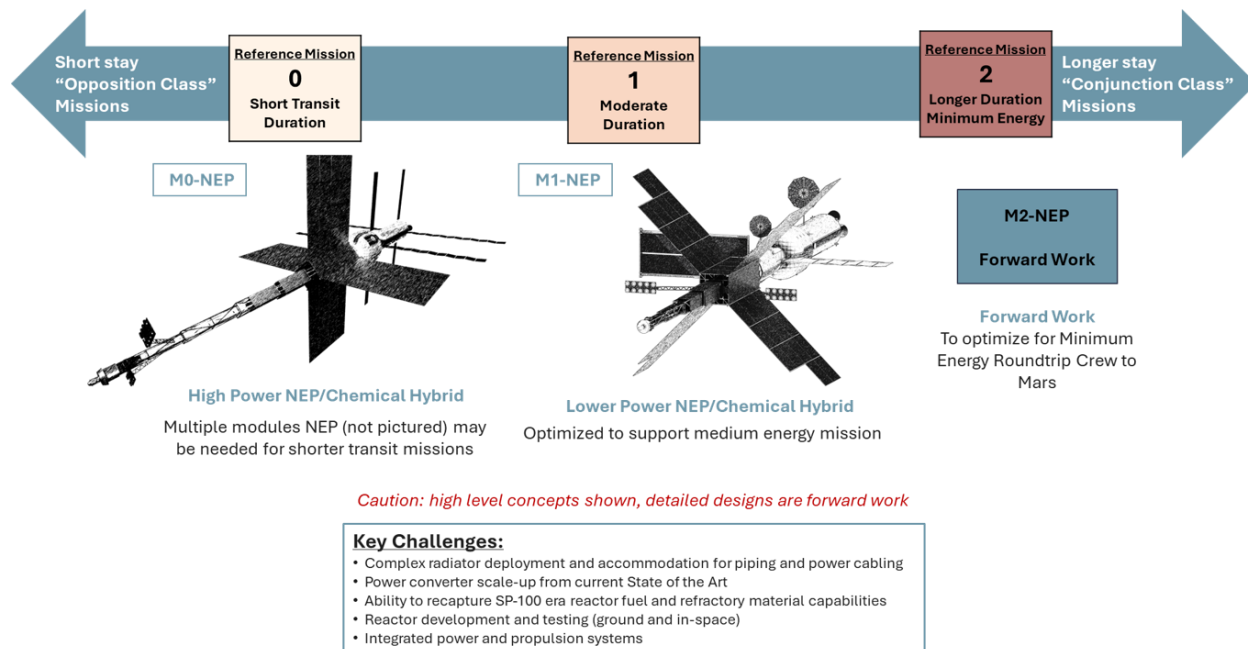 Short stay
“Opposition Class”
Missions
Reference Mission
0
Short Transit
Duration
Reference Mission
1
Moderate
Duration
Reference Mission
2
Longer Duration
Minimum Energy
Longer stay
“Conjunction Class”
Missions
M0-NEP
High Power NEP/Chemical Hybrid
Multiple modules NEP (not pictured) may
be needed for shorter transit missions
M1-NEP
Lower Power NEP/Chemical Hybrid
Optimized to support medium energy mission
M2-NEP
Forward Work
Forward Work
To optimize for Minimum
Energy Roundtrip Crew to
Mars
Caution: high level concepts shown, detailed designs are forward work
Key Challenges:
• Complex radiator deployment and accommodation for piping and power cabling
• Power converter scale-up from current State of the Art
• Ability to recapture SP-100 era reactor fuel and refractory material capabilities
• Reactor development and testing (ground and in-space)
• Integrated power and propulsion systems